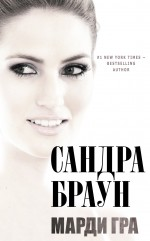 #1 NEW YORK TIMES –
BESTSELLING
AUTHOR
САНДРА
БРАУН
МАРДИ ГРА